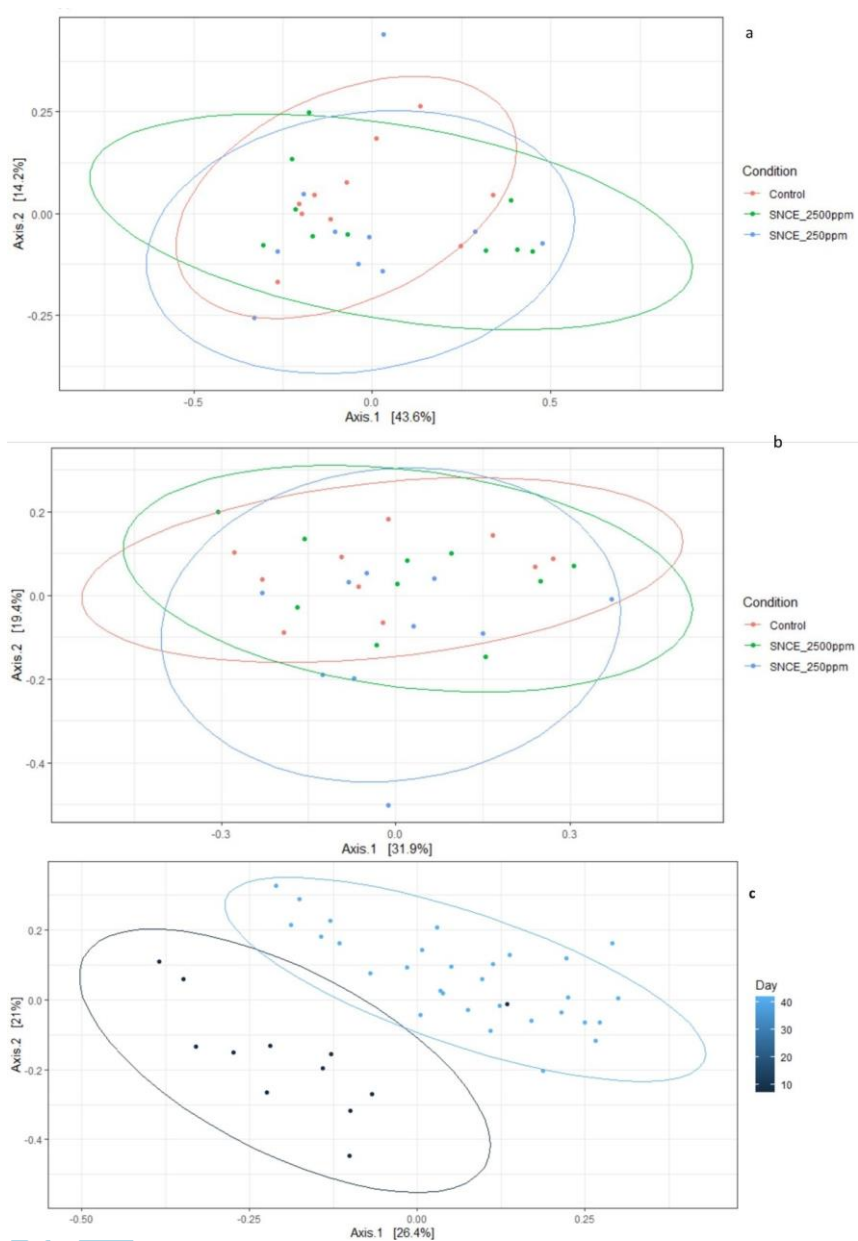 a
0.25
0.00
-0.25
Axis.2 [14.2%]
-0.5
0.0
0.5
Axis.1 [43.6%]
Condition
Control
SNCE_2500ppm
SNCE_250ppm
b
0.2
0.0
-0.2
-0.4
Axis.2 [19.4%]
-0.3
0.0
0.3
Axis.1 [31.9%]
Condition
Control
SNCE_2500ppm
SNCE_250ppm
c
0.2
0.0
-0.2
-0.4
Axis.2 [21%]
-0.50
-0.25
0.00
0.25
Axis.1 [26.4%]
Day
40
30
20
10